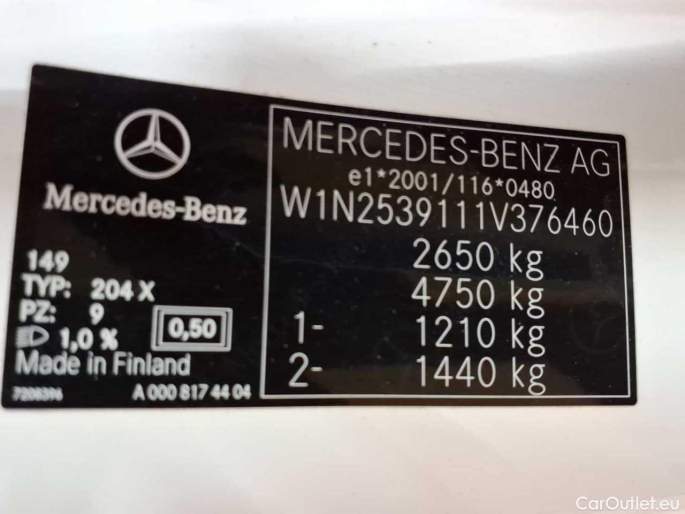 Mercedes-Benz
149
TYP: 204 X
PZ: 9
1,0 %
0,50
Made in Finland
7208396
A 000 817 44 04
MERCEDES-BENZ AG
e1*2001/116*0480
W1N2539111V376460
2650 kg
4750 kg
1- 1210 kg
2- 1440 kg
CarOutlet.eu